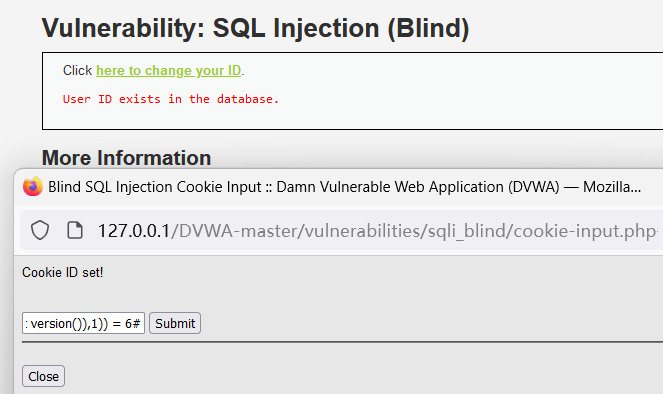 Vulnerability: SQL Injection (Blind)
Click here to change your ID.
User ID exists in the database.
More Information
Blind SQL Injection Cookie Input :: Damn Vulnerable Web Application (DVWA) — Mozilla...
127.0.0.1/DVWA-master/vulnerabilities/sqli_blind/cookie-input.php
Cookie ID set!
version()),1)) = 6# Submit
Close